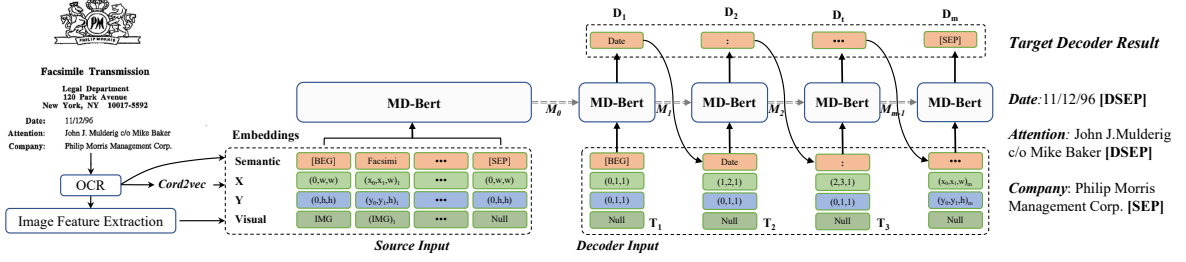 PM
PHILIP MORRIS
Facsimile Transmission
Legal Department
120 Park Avenue
New York, NY 10017-5592
Date: 11/12/96
Attention: John J. Mulderig c/o Mike Baker
Company: Philip Morris Management Corp.
OCR
Cord2vec
Image Feature Extraction
MD-Bert
Embeddings
Semantic [BEG] Facsimi ••• [SEP]
X (0,w,w) (x₀,x₁,w)₁ ••• (0,w,w)
Y (0,h,h) (y₀,y₁,h)₁ ••• (0,h,h)
Visual IMG (IMG)₁ ••• Null
Source Input
D₁ D₂ Dₜ Dₘ
Date : ••• [SEP]
M₀ MD-Bert M₁ MD-Bert M₂ MD-Bert Mₘ₋₁ MD-Bert
[BEG] Date : •••
(0,1,1) (1,2,1) (2,3,1) (x₀,x₁,w)ₘ
(0,1,1) (0,1,1) (0,1,1) (y₀,y₁,h)ₘ
Null T₁ Null T₂ Null T₃ Null
Decoder Input
Target Decoder Result
Date:11/12/96 [DSEP]
Attention: John J.Mulderig
c/o Mike Baker [DSEP]
Company: Philip Morris
Management Corp. [SEP]